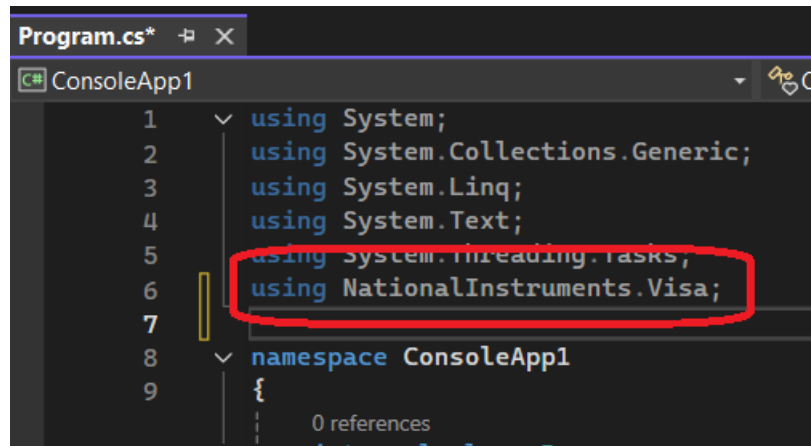 Program.cs*
C# ConsoleApp1
1 using System;
2 using System.Collections.Generic;
3 using System.Linq;
4 using System.Text;
5 using System.Threading.Tasks;
6 using NationalInstruments.Visa;
7
8 namespace ConsoleApp1
9 {
0 references